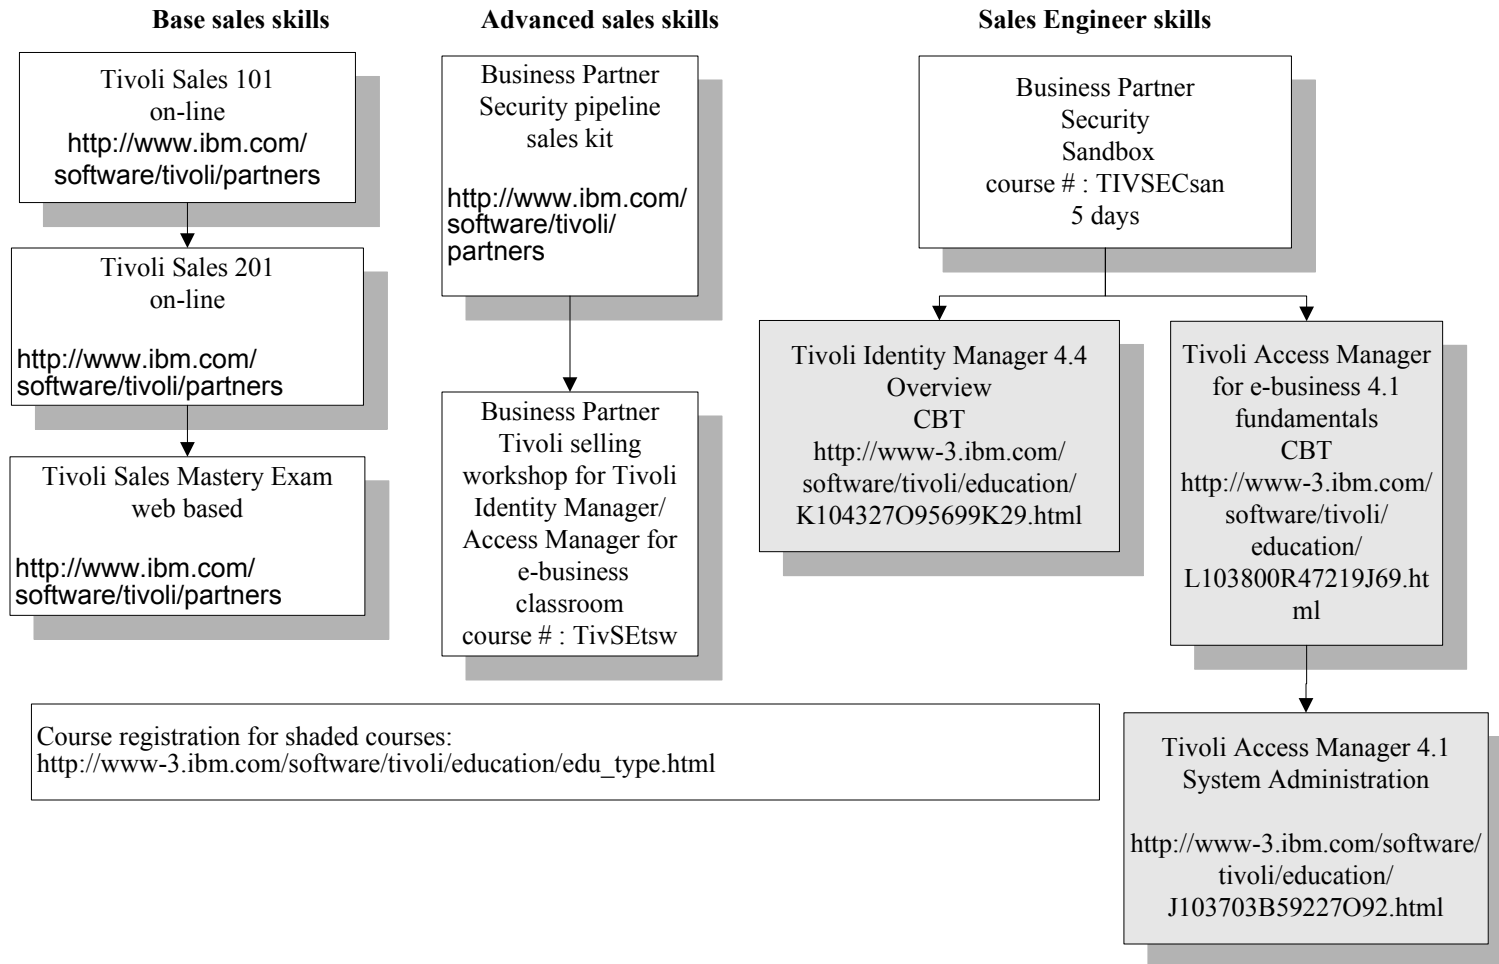 Base sales skills
Tivoli Sales 101
on-line
http://www.ibm.com/
software/tivoli/partners
Tivoli Sales 201
on-line
http://www.ibm.com/
software/tivoli/partners
Tivoli Sales Mastery Exam
web based
http://www.ibm.com/
software/tivoli/partners
Advanced sales skills
Business Partner
Security pipeline
sales kit
http://www.ibm.com/
software/tivoli/
partners
Business Partner
Tivoli selling
workshop for Tivoli
Identity Manager/
Access Manager for
e-business
classroom
course # : TivSEtsw
Sales Engineer skills
Business Partner
Security
Sandbox
course # : TIVSECsan
5 days
Tivoli Identity Manager 4.4
Overview
CBT
http://www-3.ibm.com/
software/tivoli/education/
K104327O95699K29.html
Tivoli Access Manager
for e-business 4.1
fundamentals
CBT
http://www-3.ibm.com/
software/tivoli/
education/
L103800R47219J69.ht
ml
Tivoli Access Manager 4.1
System Administration
http://www-3.ibm.com/software/
tivoli/education/
J103703B59227O92.html
Course registration for shaded courses:
http://www-3.ibm.com/software/tivoli/education/edu_type.html